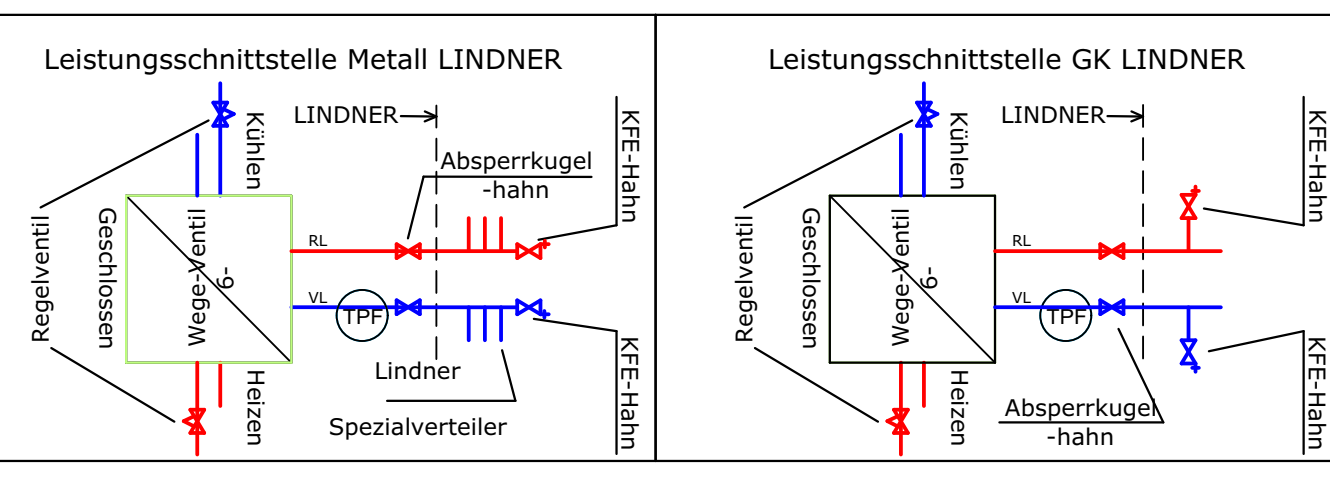 Leistungsschnittstelle Metall LINDNER
LINDNER
Kühlen
KFE-Hahn
Absperrkugel
-hahn
Regelventil
Geschlossen
6-
Wege-Ventil
RL
VL
TPF
Heizen
Lindner
Spezialverteiler
KFE-Hahn
Leistungsschnittstelle GK LINDNER
LINDNER
Kühlen
KFE-Hahn
Regelventil
Geschlossen
6-
Wege-Ventil
RL
VL
TPF
Heizen
Absperrkugel
-hahn
KFE-Hahn